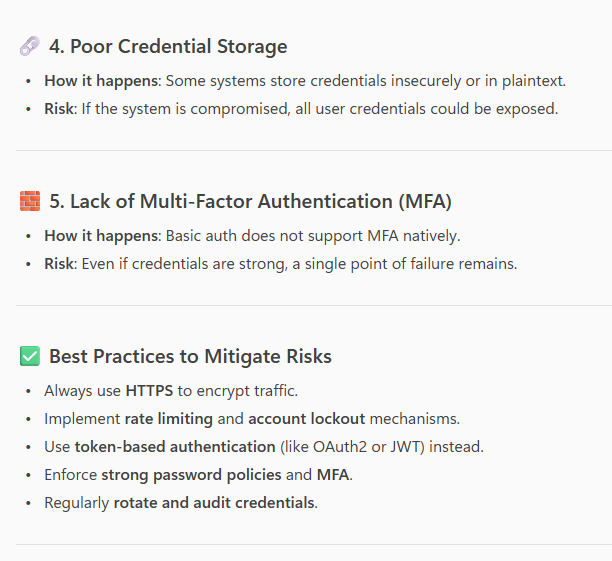 4. Poor Credential Storage
• How it happens: Some systems store credentials insecurely or in plaintext.
• Risk: If the system is compromised, all user credentials could be exposed.
5. Lack of Multi-Factor Authentication (MFA)
• How it happens: Basic auth does not support MFA natively.
• Risk: Even if credentials are strong, a single point of failure remains.
Best Practices to Mitigate Risks
• Always use HTTPS to encrypt traffic.
• Implement rate limiting and account lockout mechanisms.
• Use token-based authentication (like OAuth2 or JWT) instead.
• Enforce strong password policies and MFA.
• Regularly rotate and audit credentials.